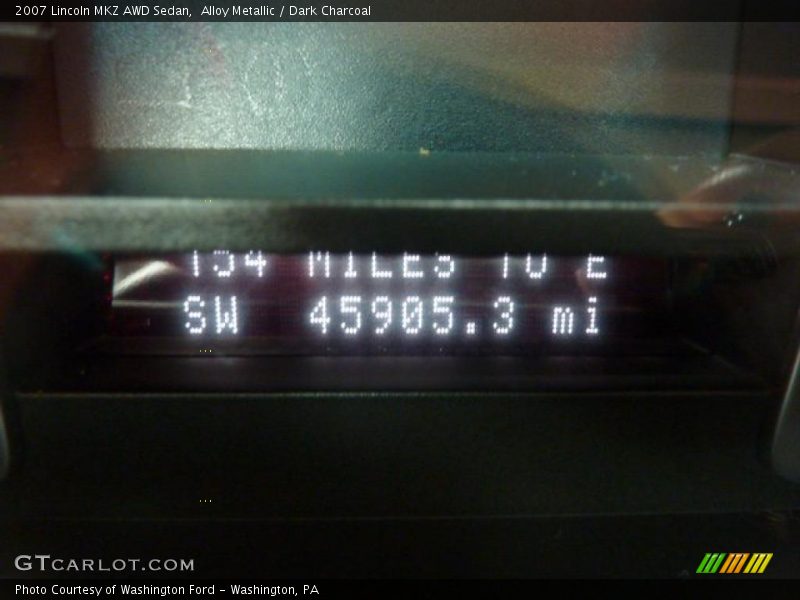 2007 Lincoln MKZ AWD Sedan,  Alloy Metallic / Dark Charcoal
MILES TO E
SW  45905.3 mi
GTCARLOT.COM
Photo Courtesy of Washington Ford - Washington, PA